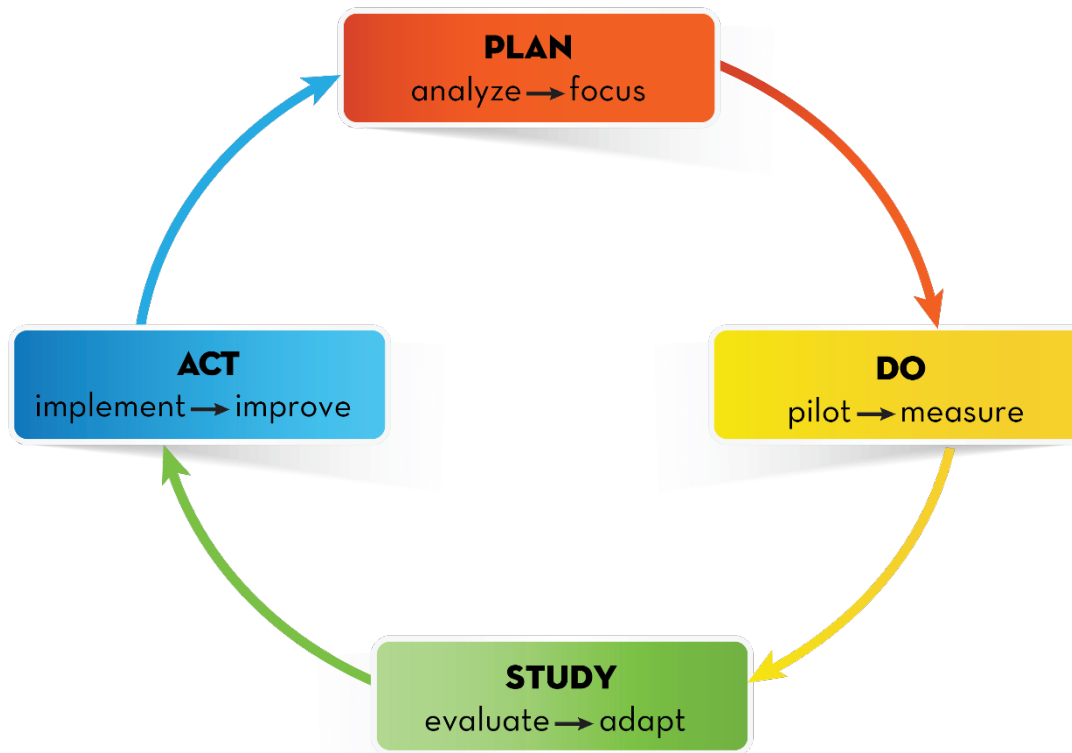 PLAN
analyze → focus
DO
pilot → measure
STUDY
evaluate → adapt
ACT
implement → improve